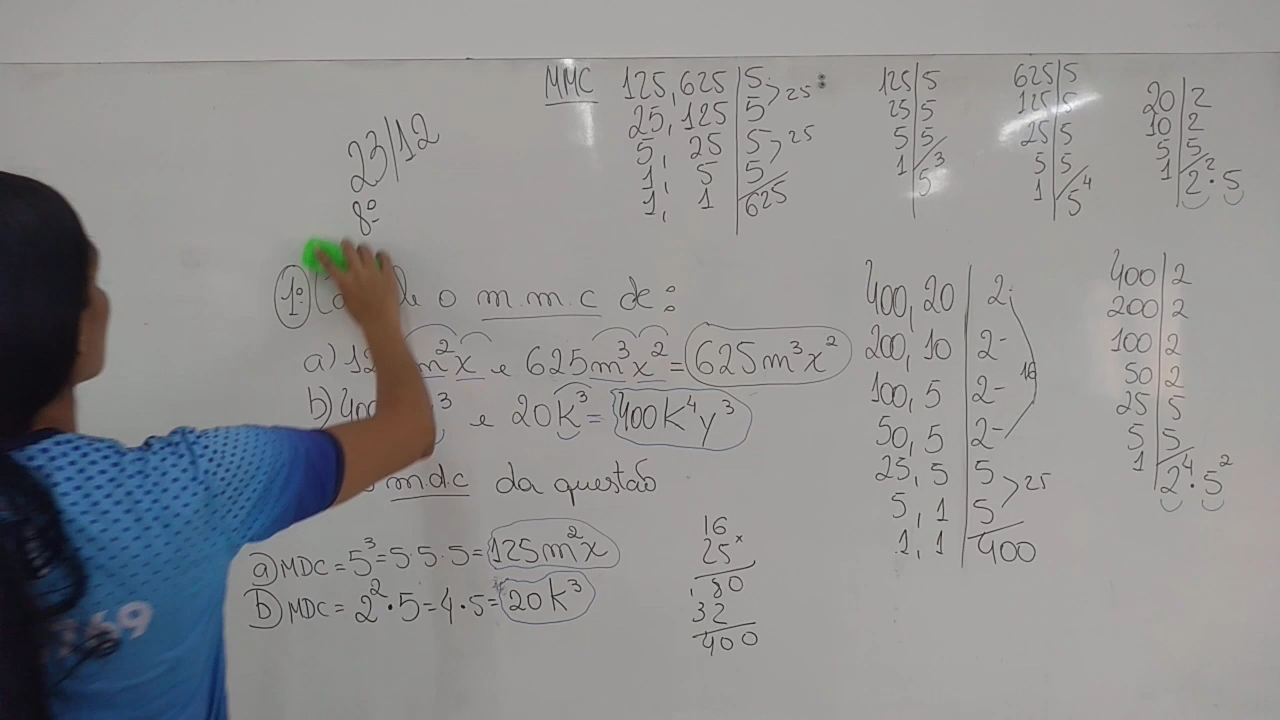 23/12
8º
MMC 125, 625 | 5 > 25 :
25, 125 | 5
5, 25 | 5 > 25
1, 5 | 5
1, 1 | 625
125 | 5
25 | 5
5 | 5
1 | 5³
625 | 5
125 | 5
25 | 5
5 | 5
1 | 5⁴
20 | 2
10 | 2
5 | 5
1 | 2² · 5
1º o m.m.c de:
a) m²x e 625m³x² = 625m³x²
b) ³ e 20k³ = 400k⁴y³
m.d.c da questão
a) MDC = 5³ = 5·5·5 = 125m²x
b) MDC = 2² · 5 = 4 · 5 = 20k³
16
25 x
80
32
400
400, 20 | 2
200, 10 | 2
100, 5 | 2 16
50, 5 | 2
25, 5 | 5 > 25
5, 1 | 5
1, 1 | 400
400 | 2
200 | 2
100 | 2
50 | 2
25 | 5
5 | 5
1 | 2⁴ · 5²